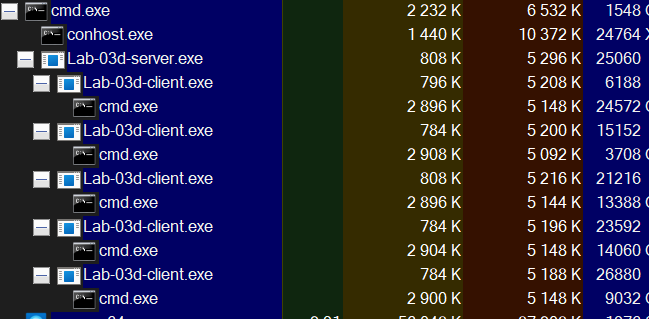 cmd.exe 2 232 K 6 532 K 1548
conhost.exe 1 440 K 10 372 K 24764
Lab-03d-server.exe 808 K 5 296 K 25060
Lab-03d-client.exe 796 K 5 208 K 6188
cmd.exe 2 896 K 5 148 K 24572
Lab-03d-client.exe 784 K 5 200 K 15152
cmd.exe 2 908 K 5 092 K 3708
Lab-03d-client.exe 808 K 5 216 K 21216
cmd.exe 2 896 K 5 144 K 13388
Lab-03d-client.exe 784 K 5 196 K 23592
cmd.exe 2 904 K 5 148 K 14060
Lab-03d-client.exe 784 K 5 188 K 26880
cmd.exe 2 900 K 5 148 K 9032